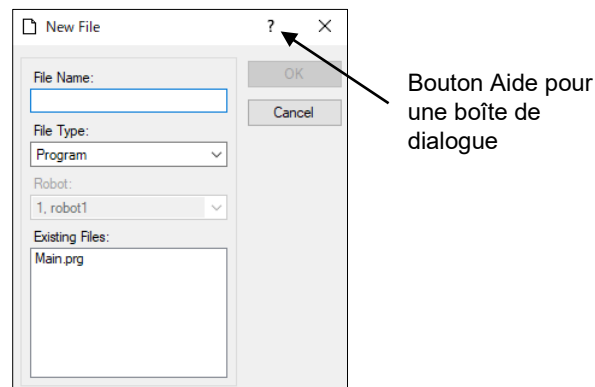 New File
?
File Name:
OK
Cancel
File Type:
Program
Robot:
1, robot1
Existing Files:
Main.prg
Bouton Aide pour
une boîte de
dialogue